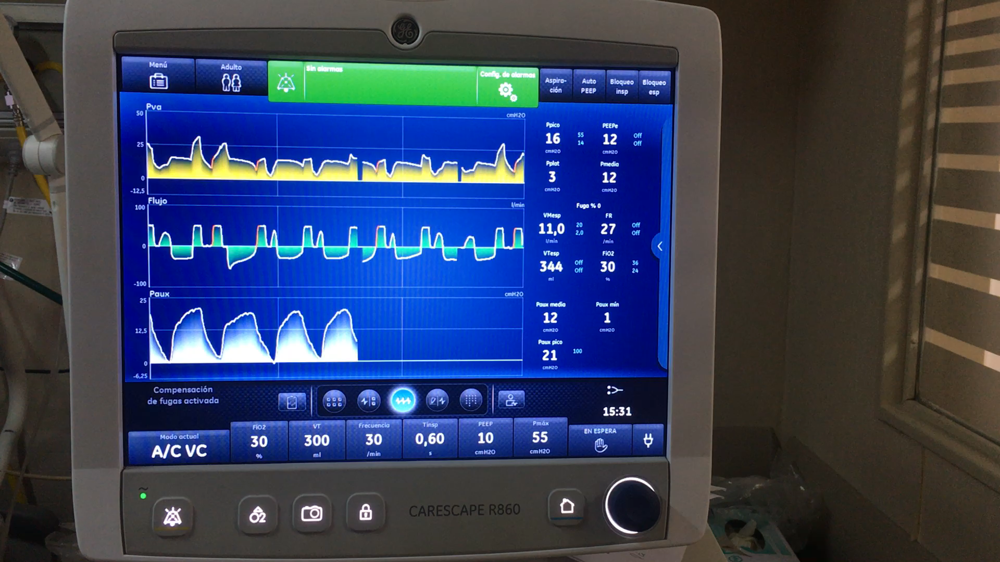 GE
Menú
Adulto
Sin alarmas
Config. de alarmas
Aspira-
ción
Auto
PEEP
Bloqueo
insp
Bloqueo
esp
Pva
cmH2O
50
25
0
-12,5
Ppico
16
55
14
cmH2O
PEEPe
12
Off
Off
cmH2O
Pplat
3
cmH2O
Pmedia
12
cmH2O
Flujo
l/min
100
0
-100
Fuga % 0
VMesp
11,0
20
2,0
l/min
FR
27
Off
Off
/min
VTesp
344
Off
Off
ml
FiO2
30
36
24
%
Paux
cmH2O
25
12,5
0
-6,25
Paux media
12
cmH2O
Paux mín
1
cmH2O
Paux pico
21
100
cmH2O
Compensación
de fugas activada
15:31
Modo actual
A/C VC
FiO2
30
%
VT
300
ml
Frecuencia
30
/min
Tinsp
0,60
s
PEEP
10
cmH2O
Pmáx
55
cmH2O
EN ESPERA
O2
CARESCAPE R860